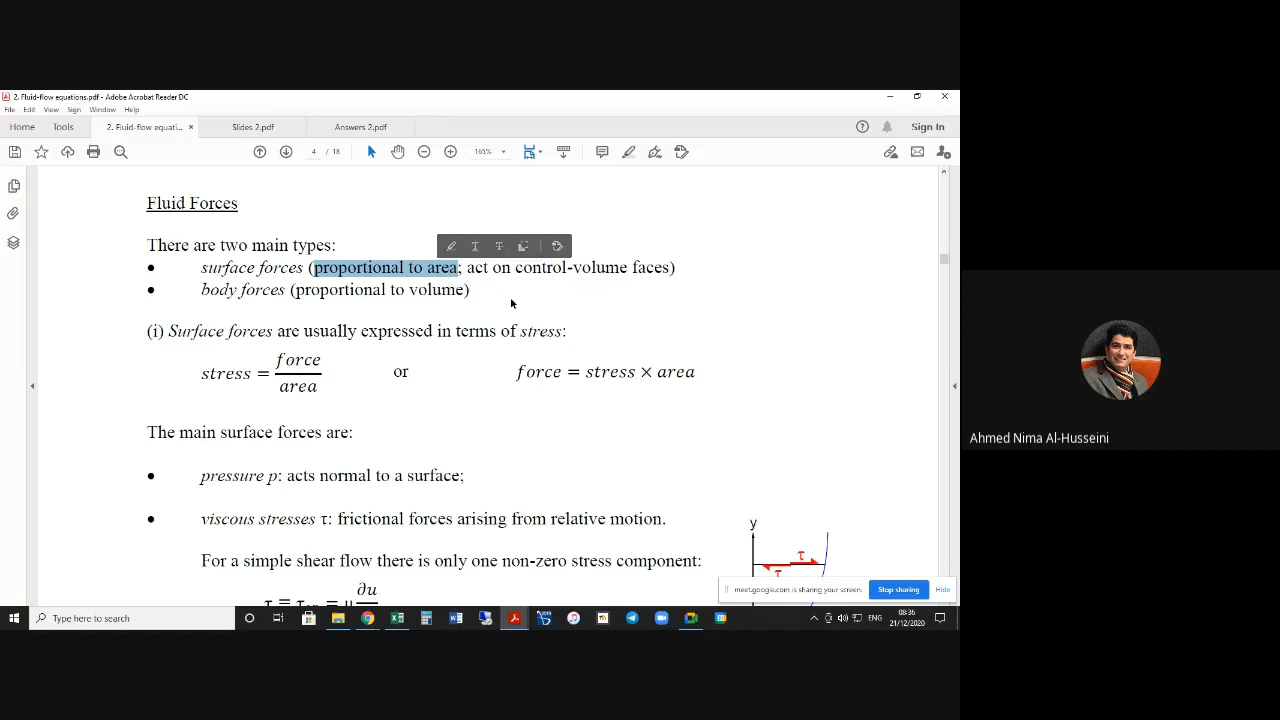 2. Fluid-flow equations.pdf - Adobe Acrobat Reader DC
File Edit View Sign Window Help
Home Tools 2. Fluid-flow equati... × Slides 2.pdf Answers 2.pdf Sign In
4 / 18 165%
Fluid Forces
There are two main types:
• surface forces (proportional to area; act on control-volume faces)
• body forces (proportional to volume)
(i) Surface forces are usually expressed in terms of stress:
stress = force / area or force = stress × area
The main surface forces are:
• pressure p: acts normal to a surface;
• viscous stresses τ: frictional forces arising from relative motion.
y
τ
τ
For a simple shear flow there is only one non-zero stress component:
∂u
meet.google.com is sharing your screen. Stop sharing Hide
Type here to search
ENG
08:36
21/12/2020
Ahmed Nima Al-Husseini